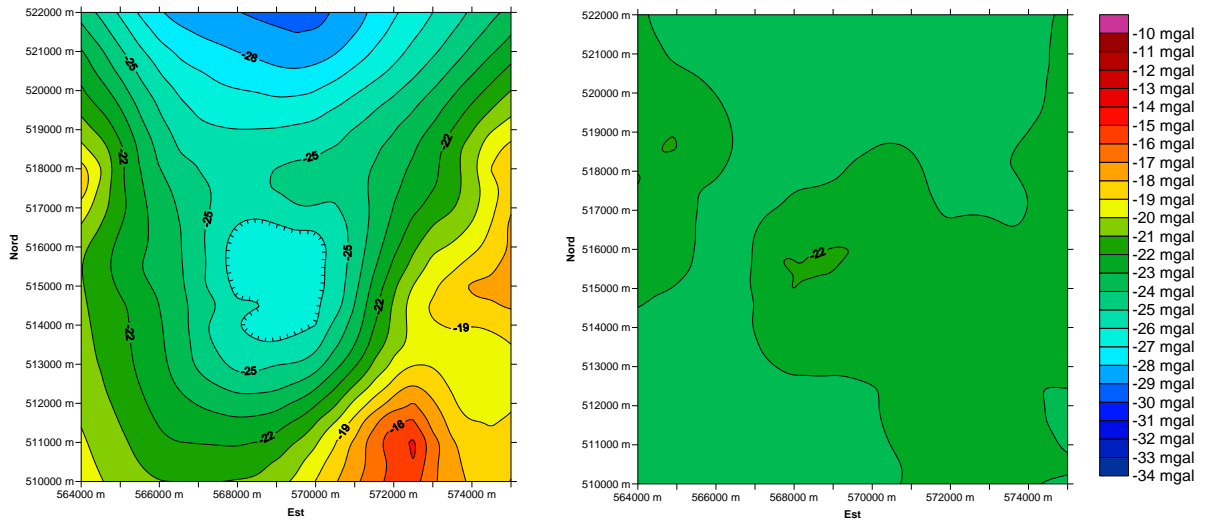 522000 m
521000 m
520000 m
519000 m
518000 m
517000 m
516000 m
515000 m
514000 m
513000 m
512000 m
511000 m
510000 m
Nord
564000 m 566000 m 568000 m 570000 m 572000 m 574000 m
Est
-28
-25
-22
-22
-25
-25
-25
-22
-22
-19
-25
-22
-19
-16
522000 m
521000 m
520000 m
519000 m
518000 m
517000 m
516000 m
515000 m
514000 m
513000 m
512000 m
511000 m
510000 m
Nord
564000 m 566000 m 568000 m 570000 m 572000 m 574000 m
Est
-22
-10 mgal
-11 mgal
-12 mgal
-13 mgal
-14 mgal
-15 mgal
-16 mgal
-17 mgal
-18 mgal
-19 mgal
-20 mgal
-21 mgal
-22 mgal
-23 mgal
-24 mgal
-25 mgal
-26 mgal
-27 mgal
-28 mgal
-29 mgal
-30 mgal
-31 mgal
-32 mgal
-33 mgal
-34 mgal